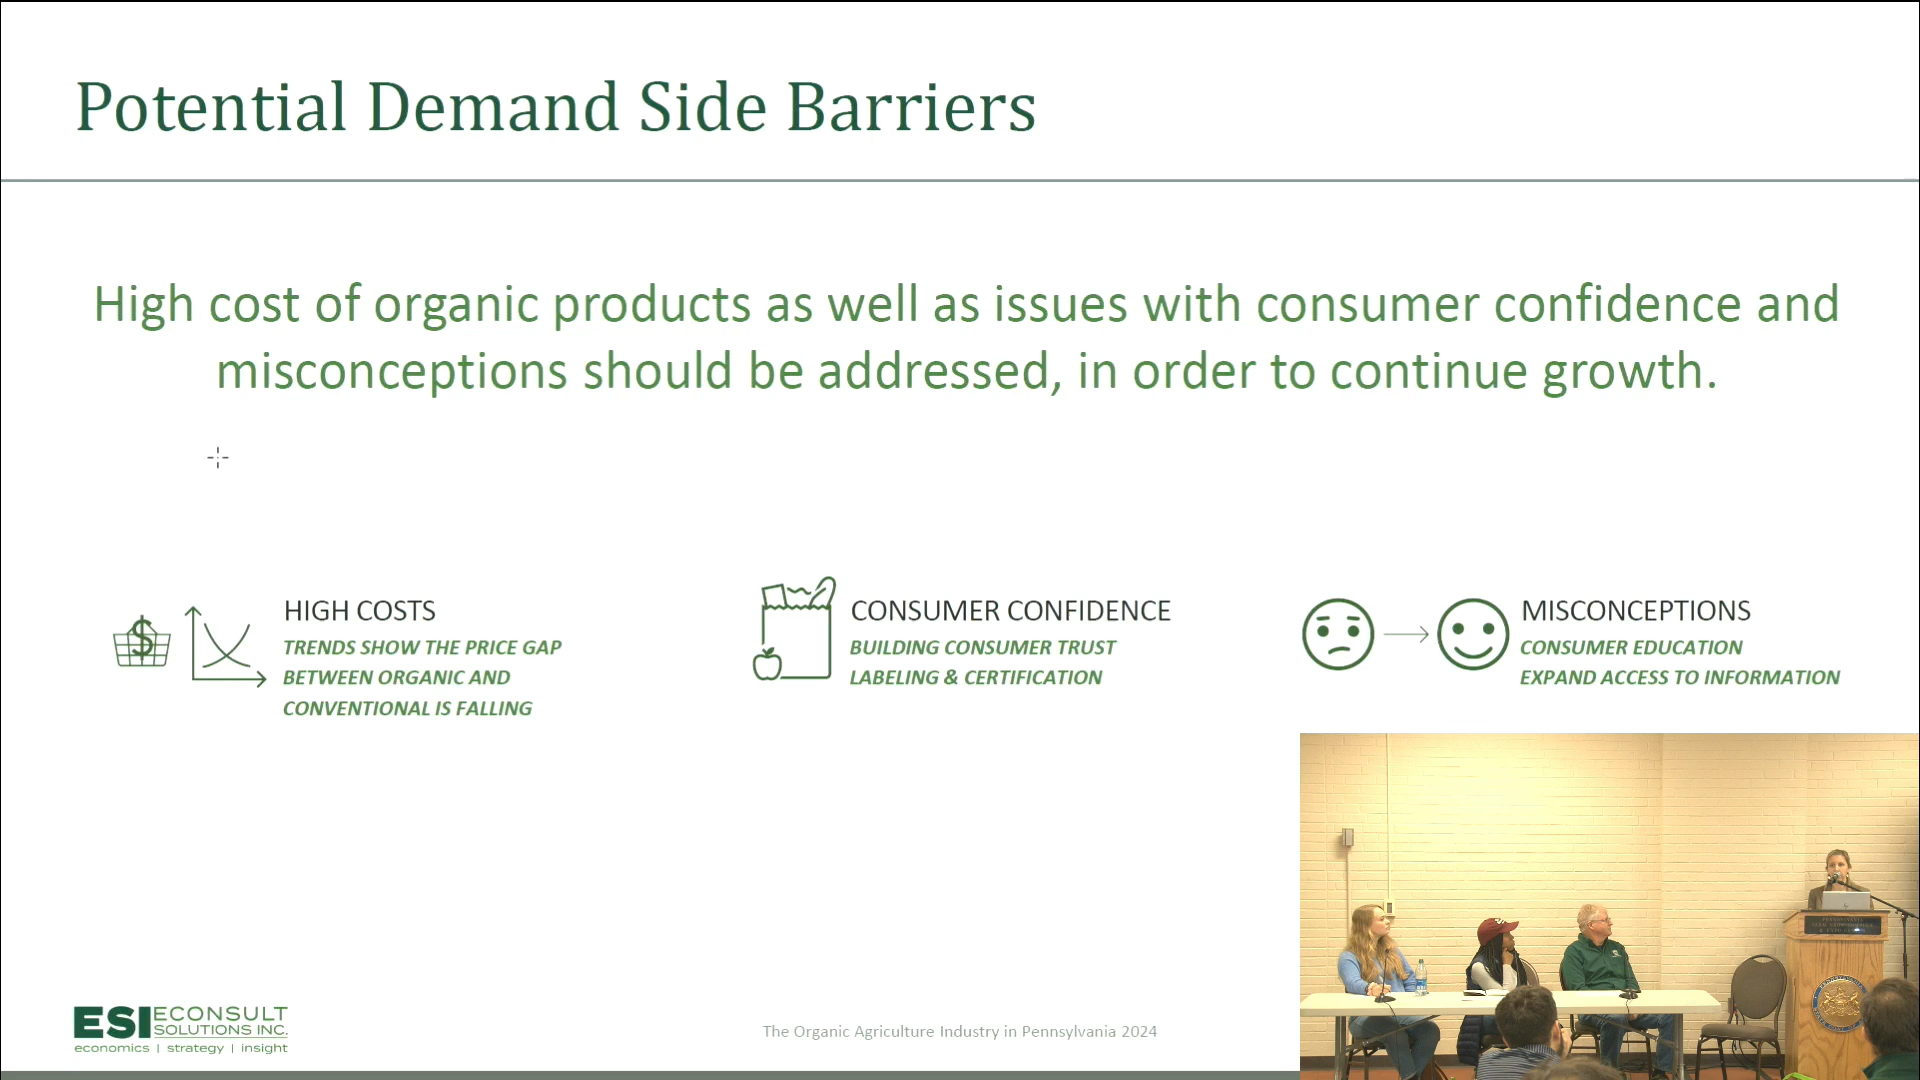 Potential Demand Side Barriers
High cost of organic products as well as issues with consumer confidence and
misconceptions should be addressed, in order to continue growth.
$
HIGH COSTS
TRENDS SHOW THE PRICE GAP
BETWEEN ORGANIC AND
CONVENTIONAL IS FALLING
CONSUMER CONFIDENCE
BUILDING CONSUMER TRUST
LABELING & CERTIFICATION
MISCONCEPTIONS
CONSUMER EDUCATION
EXPAND ACCESS TO INFORMATION
ESI ECONSULT
SOLUTIONS INC.
economics | strategy | insight
The Organic Agriculture Industry in Pennsylvania 2024